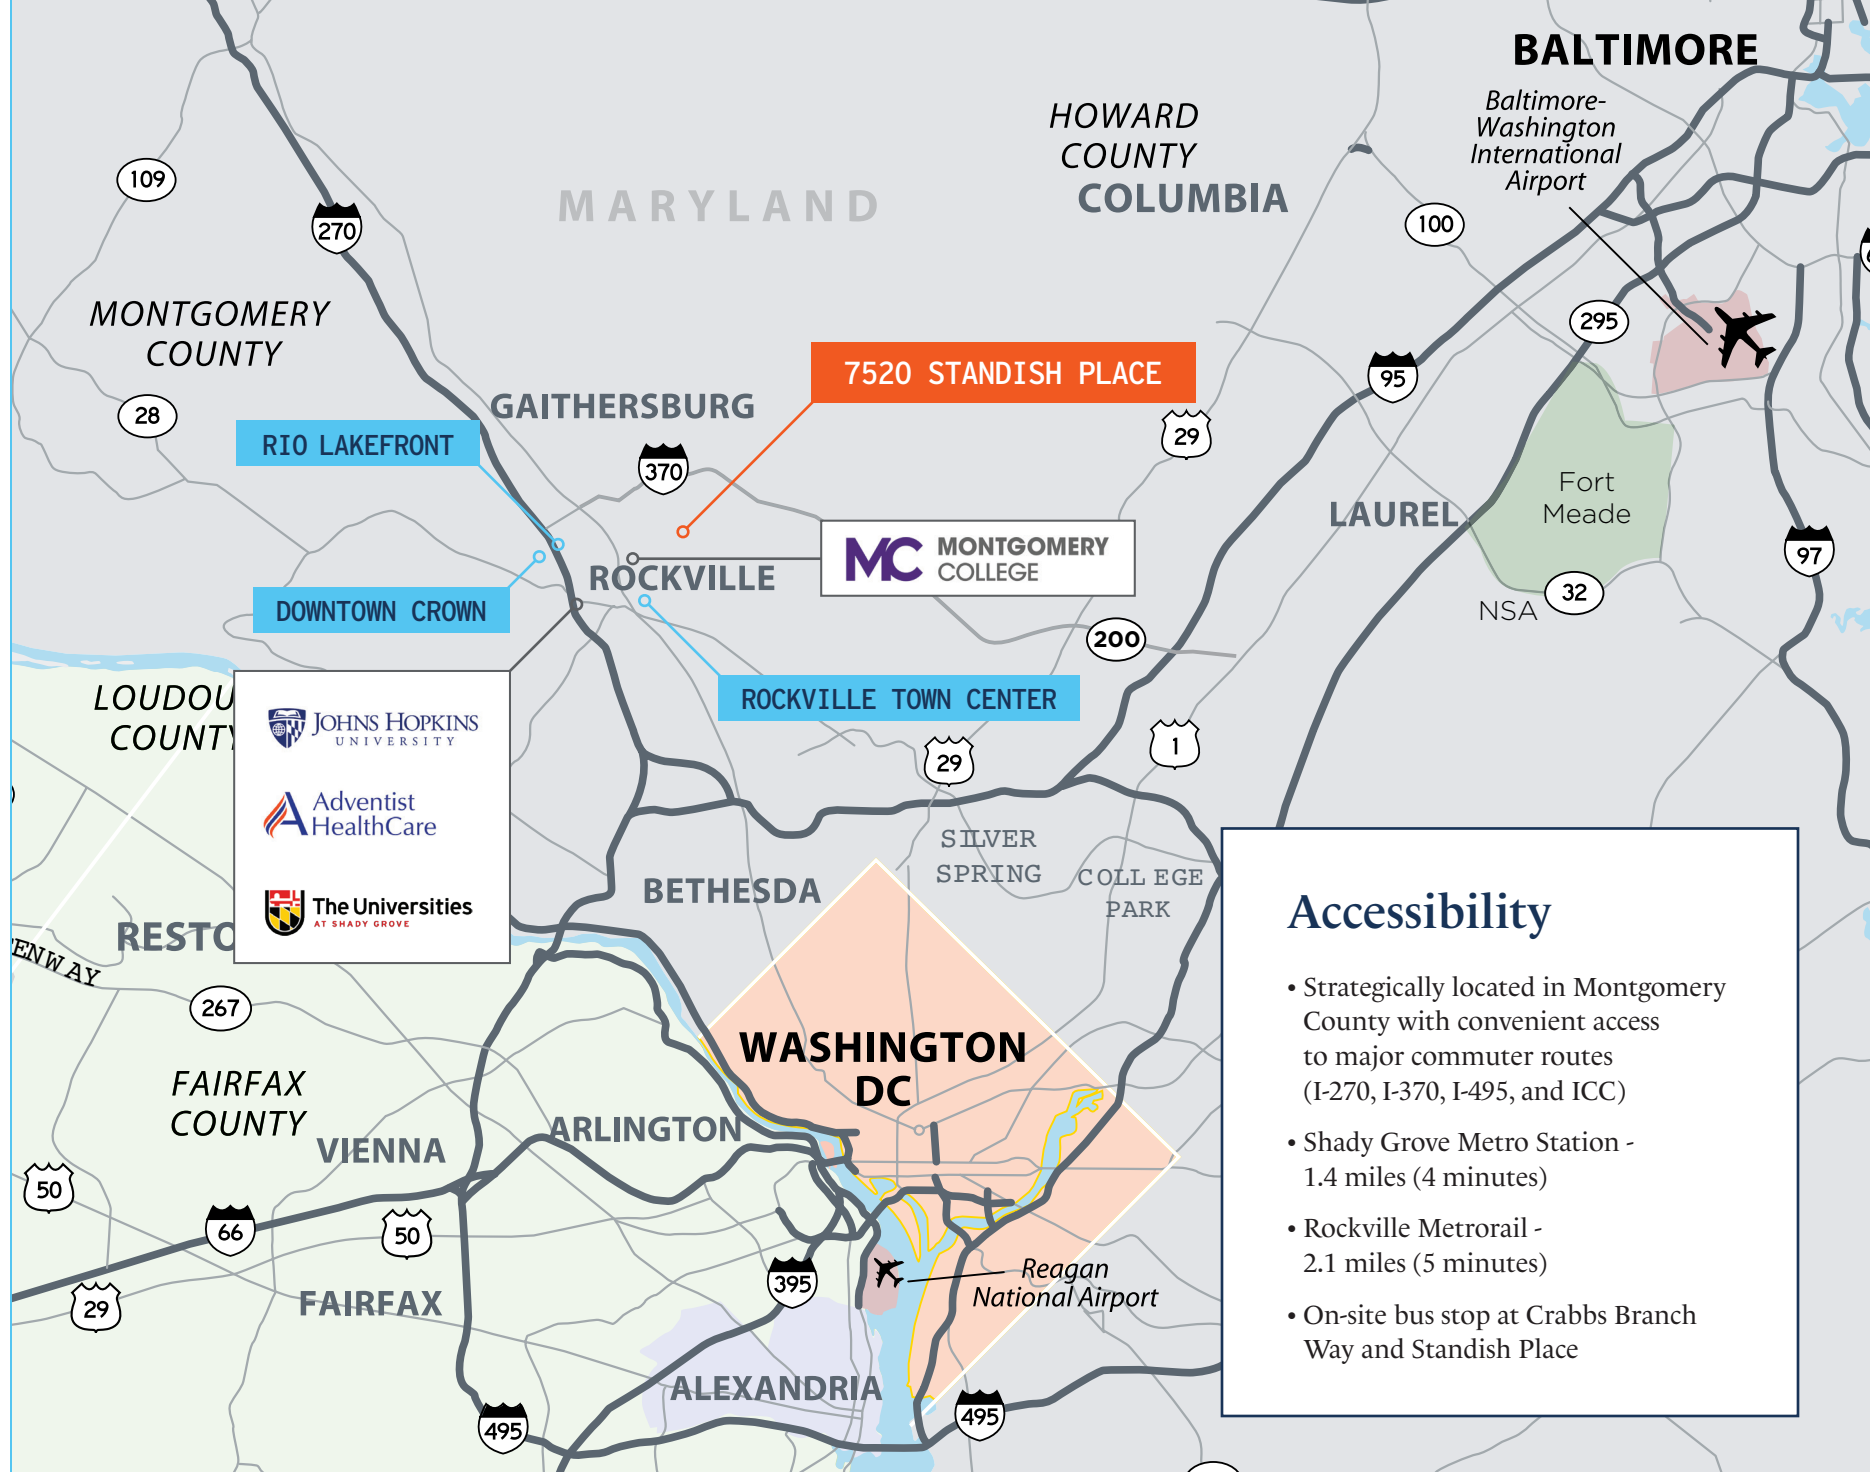 BALTIMORE
Baltimore-
Washington
International
Airport
HOWARD
COUNTY
COLUMBIA
MARYLAND
109
270
100
MONTGOMERY
COUNTY
295
7520 STANDISH PLACE
95
GAITHERSBURG
28
29
RIO LAKEFRONT
370
Fort
Meade
LAUREL
MC MONTGOMERY
COLLEGE
97
ROCKVILLE
32
NSA
DOWNTOWN CROWN
200
ROCKVILLE TOWN CENTER
LOUDOU
COUNTY
JOHNS HOPKINS
UNIVERSITY
29
1
Adventist
HealthCare
SILVER
SPRING
COLLEGE
PARK
BETHESDA
The Universities
AT SHADY GROVE
RESTO
ENWAY
267
WASHINGTON
DC
FAIRFAX
COUNTY
ARLINGTON
VIENNA
50
66
50
395
29
FAIRFAX
Reagan
National Airport
ALEXANDRIA
495
495
Accessibility
• Strategically located in Montgomery
County with convenient access
to major commuter routes
(I-270, I-370, I-495, and ICC)
• Shady Grove Metro Station -
1.4 miles (4 minutes)
• Rockville Metrorail -
2.1 miles (5 minutes)
• On-site bus stop at Crabbs Branch
Way and Standish Place